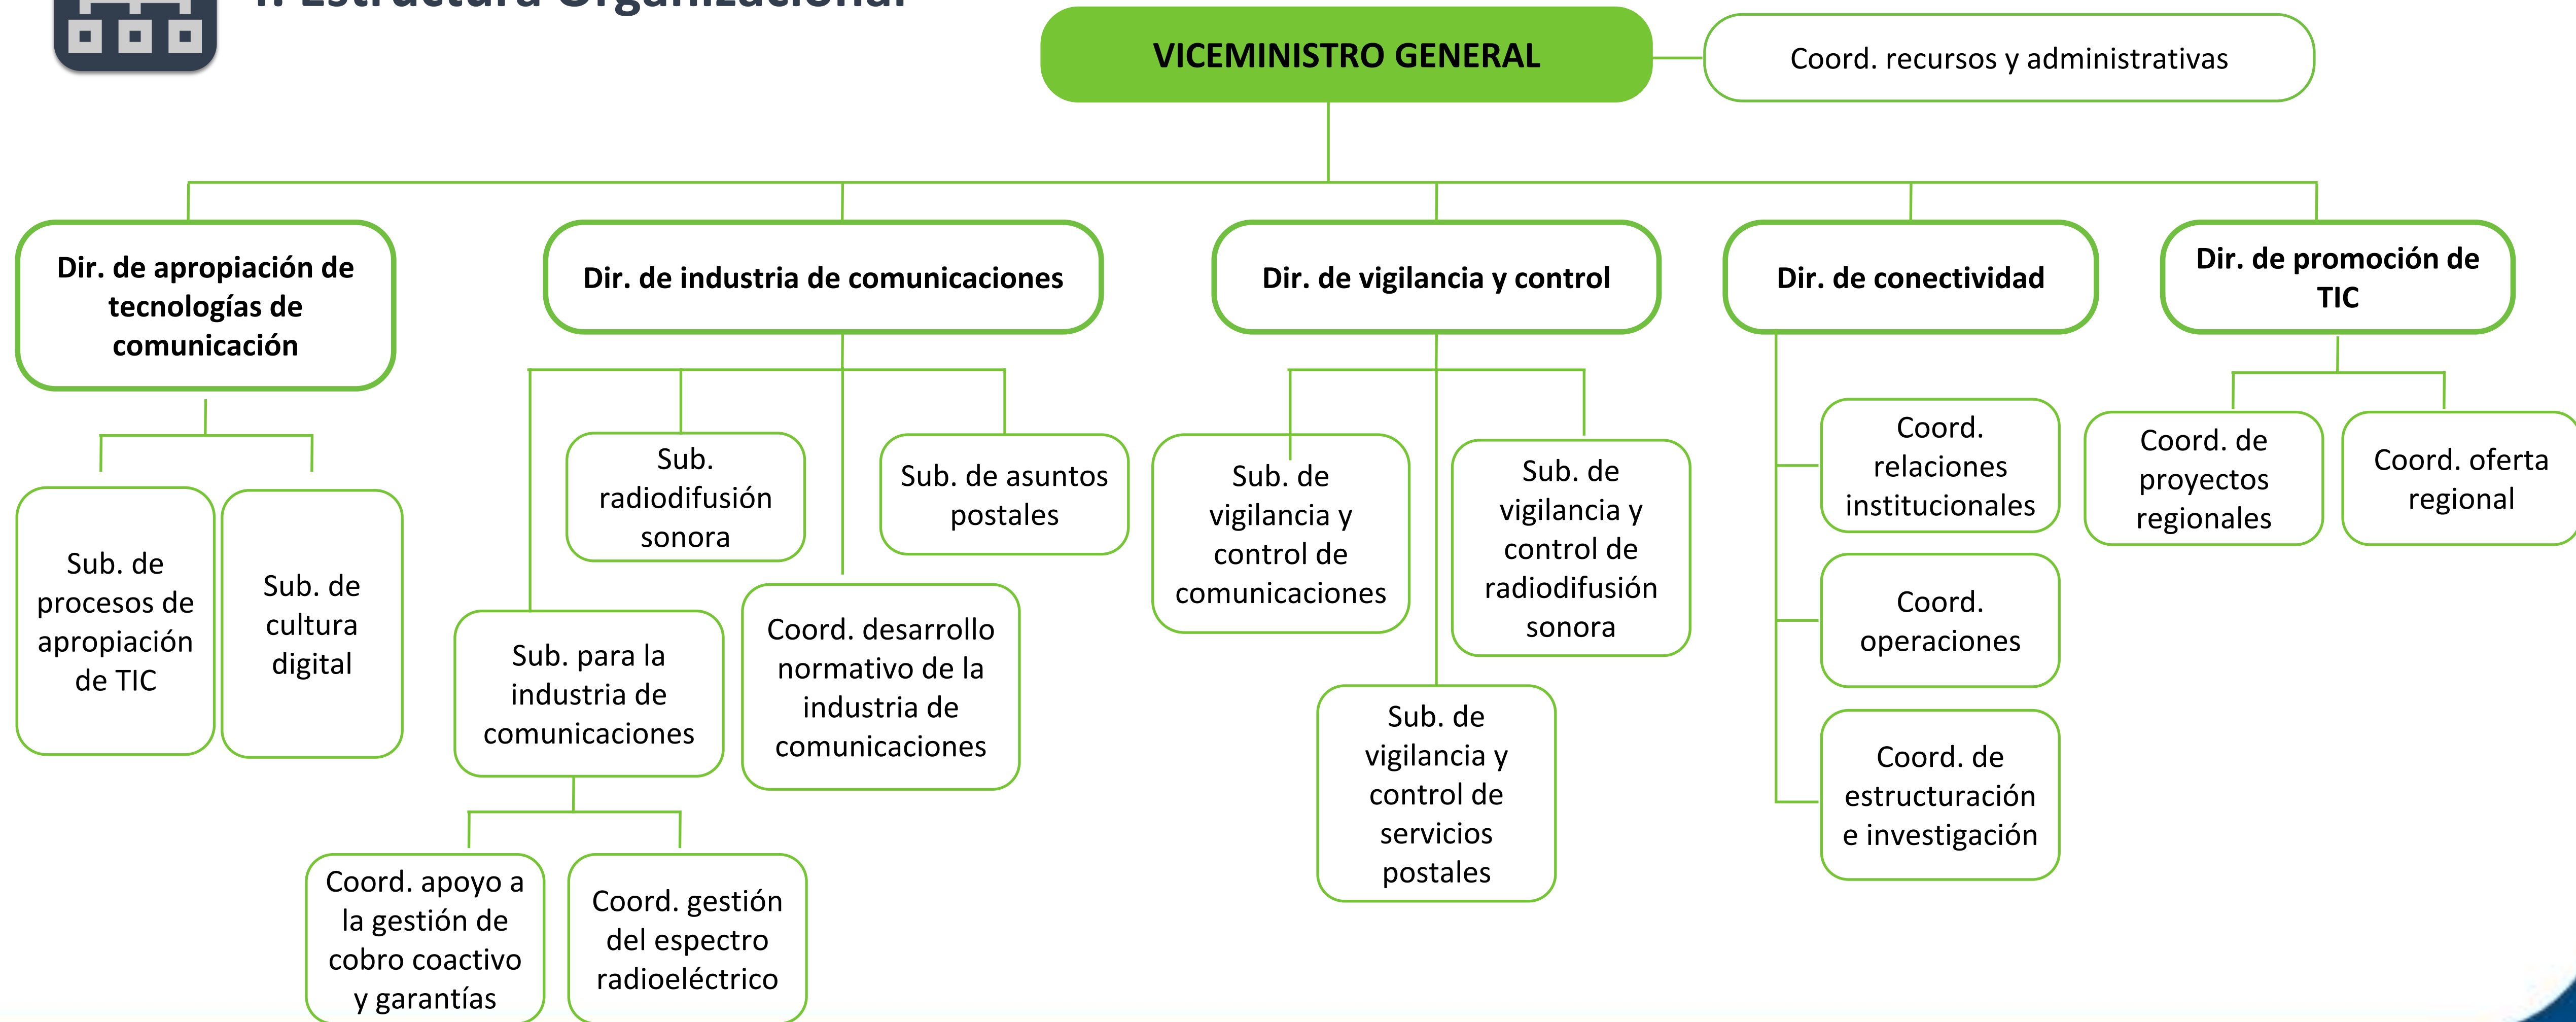 Estructura Organizacional
VICEMINISTRO GENERAL
Coord. recursos y administrativas
Dir. de apropiación de
tecnologías de
comunicación
Dir. de industria de comunicaciones
Dir. de vigilancia y control
Dir. de conectividad
Dir. de promoción de
TIC
Sub. de
procesos de
apropiación
de TIC
Sub. de
cultura
digital
Sub.
radiodifusión
sonora
Sub. de asuntos
postales
Sub. para la
industria de
comunicaciones
Coord. desarrollo
normativo de la
industria de
comunicaciones
Coord. apoyo a
la gestión de
cobro coactivo
y garantías
Coord. gestión
del espectro
radioeléctrico
Sub. de
vigilancia y
control de
comunicaciones
Sub. de
vigilancia y
control de
radiodifusión
sonora
Sub. de
vigilancia y
control de
servicios
postales
Coord.
relaciones
institucionales
Coord.
operaciones
Coord. de
estructuración
e investigación
Coord. de
proyectos
regionales
Coord. oferta
regional